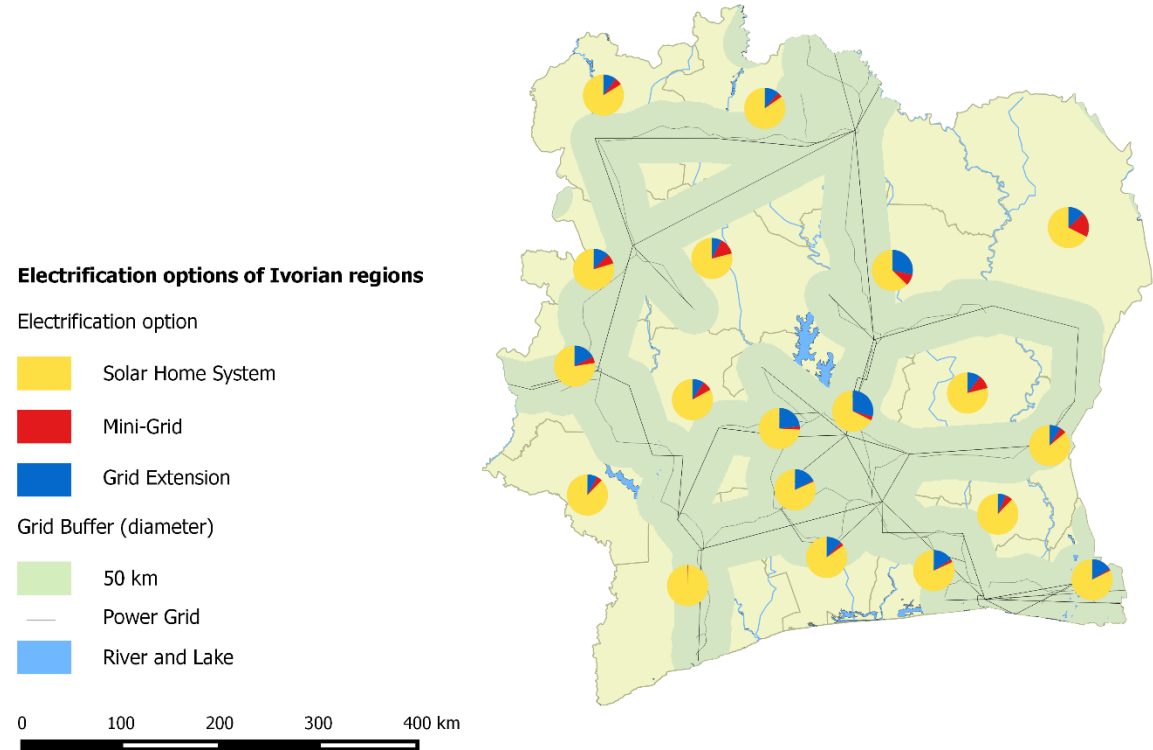 Electrification options of Ivorian regions
Electrification option
Solar Home System
Mini-Grid
Grid Extension
Grid Buffer (diameter)
50 km
Power Grid
River and Lake
0 100 200 300 400 km